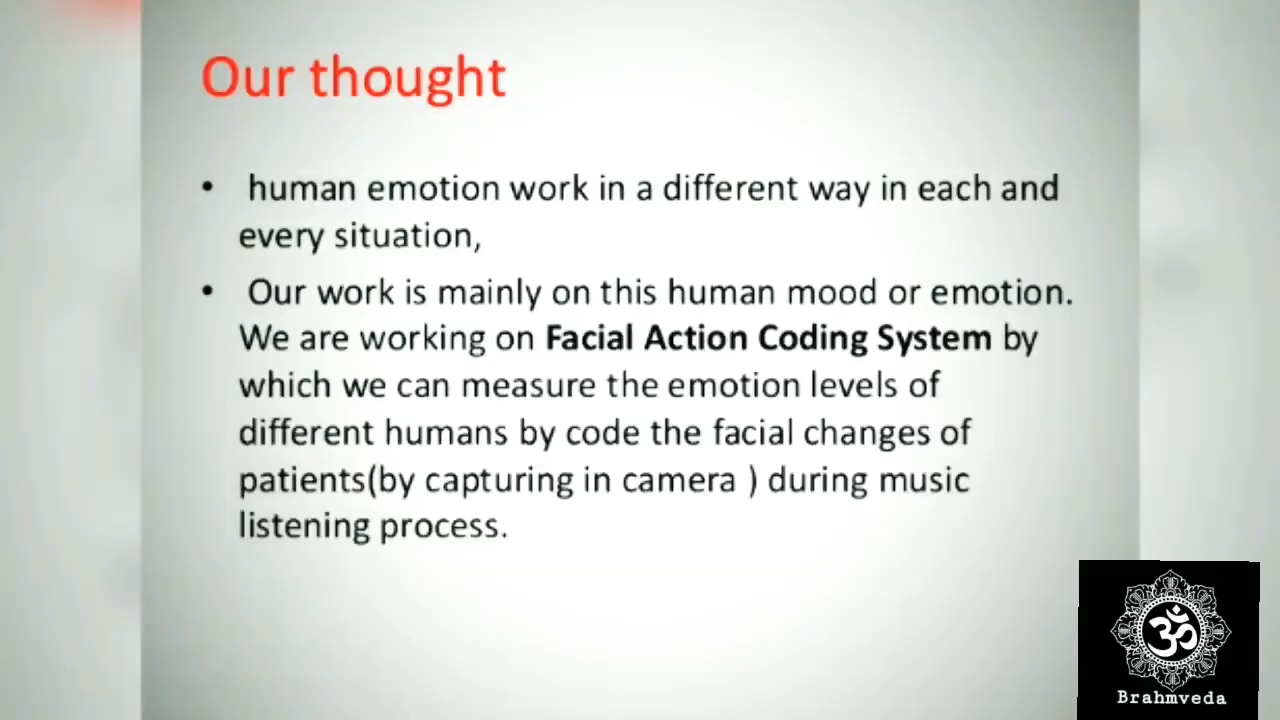 Our thought
• human emotion work in a different way in each and
every situation,
• Our work is mainly on this human mood or emotion.
We are working on Facial Action Coding System by
which we can measure the emotion levels of
different humans by code the facial changes of
patients(by capturing in camera ) during music
listening process.
ॐ
Brahmveda